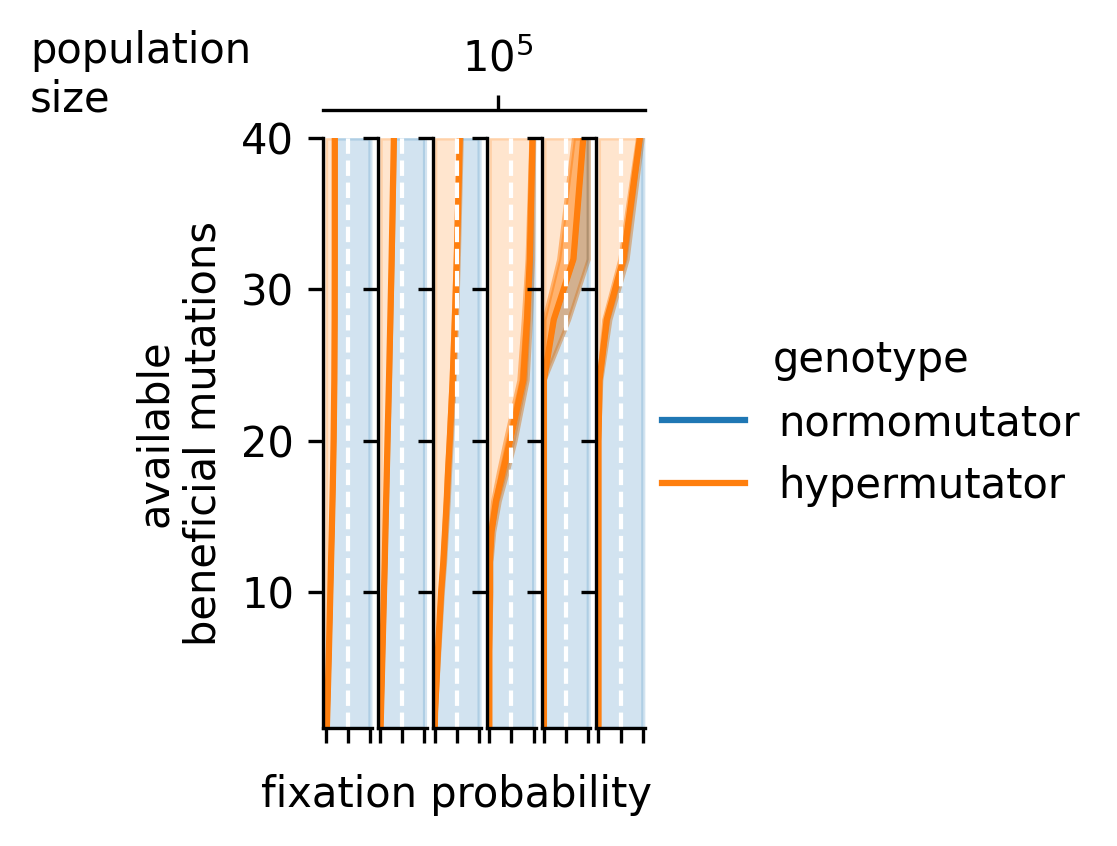 population
size
10⁵
40
30
20
10
available
beneficial mutations
fixation probability
genotype
normomutator
hypermutator